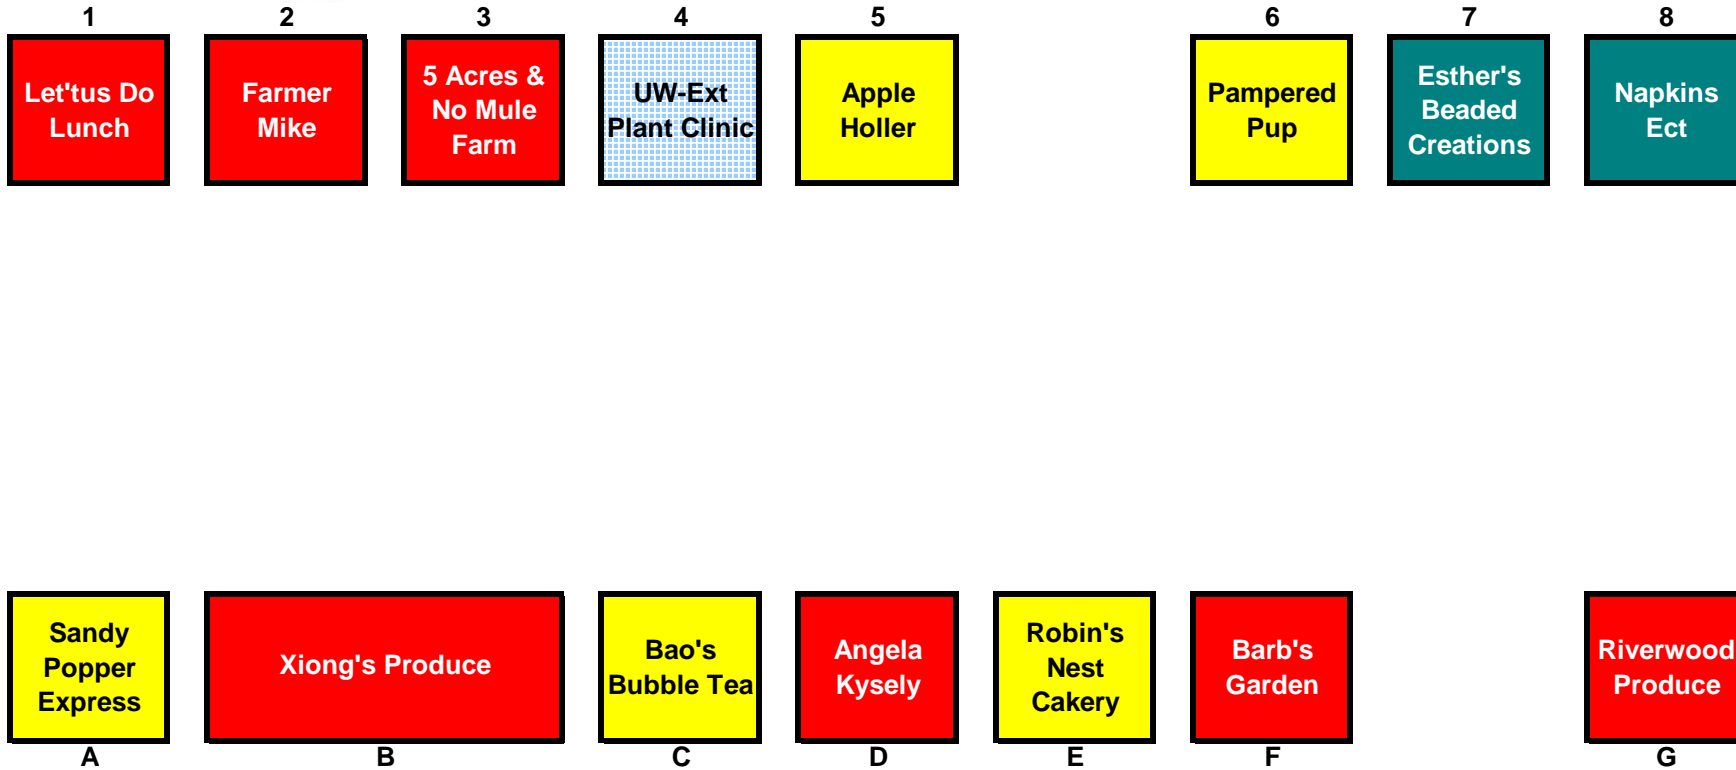 1 2 3 4 5 6 7 8
Let'tus Do
Lunch
Farmer
Mike
5 Acres &
No Mule
Farm
UW-Ext
Plant Clinic
Apple
Holler
Pampered
Pup
Esther's
Beaded
Creations
Napkins
Ect
Sandy
Popper
Express
Xiong's Produce
Bao's
Bubble Tea
Angela
Kysely
Robin's
Nest
Cakery
Barb's
Garden
Riverwood
Produce
A B C D E F G